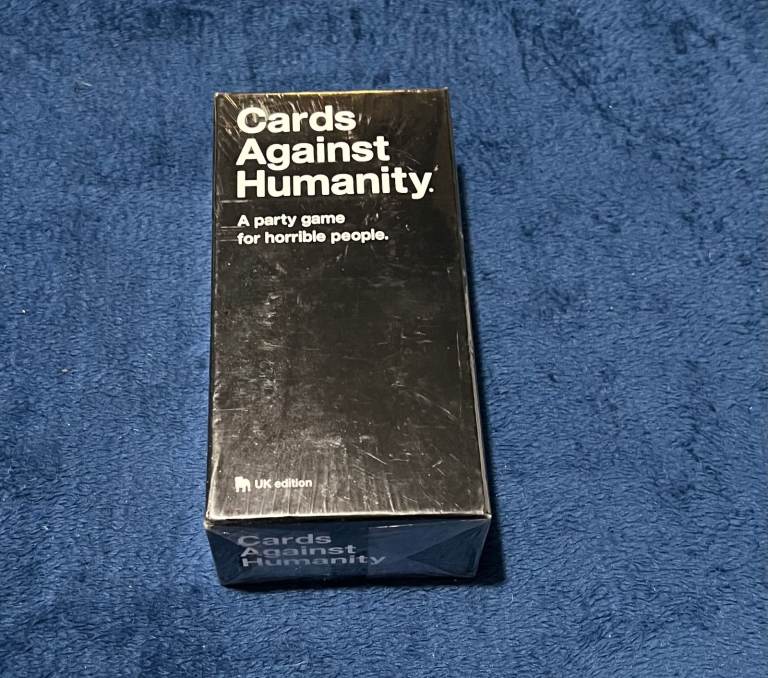 Cards
Against
Humanity.
A party game
for horrible people.
UK edition
Cards
Against
Humanity